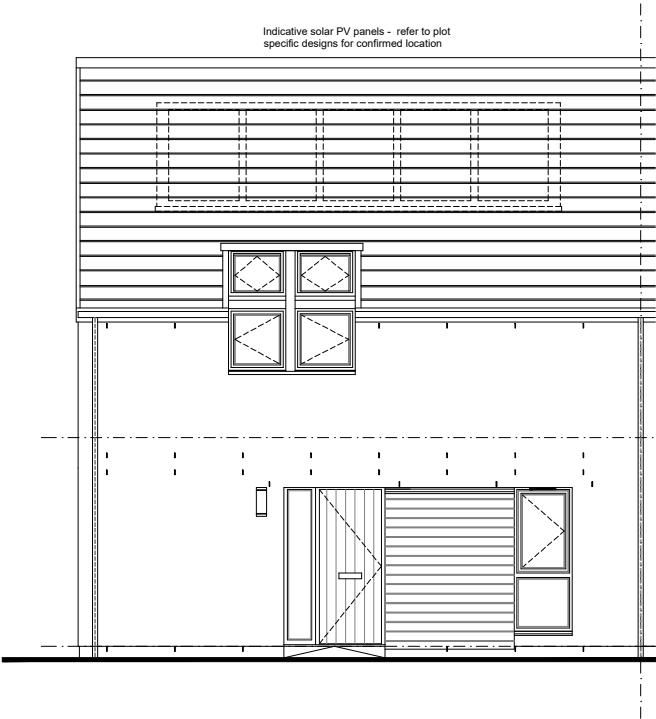 Indicative solar PV panels - refer to plot
specific designs for confirmed location